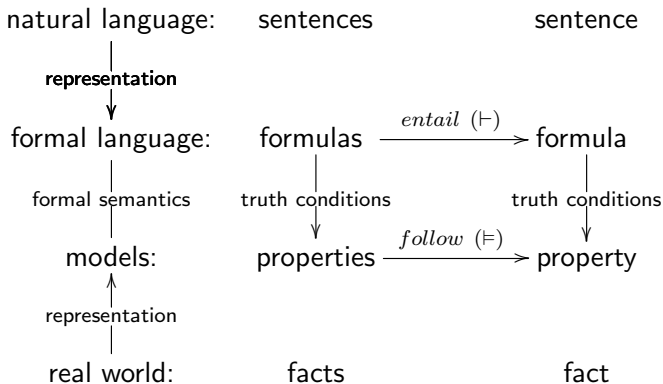 natural language: sentences sentence
representation
formal language: formulas entail (⊢) formula
formal semantics truth conditions truth conditions
models: properties follow (⊨) property
representation
real world: facts fact